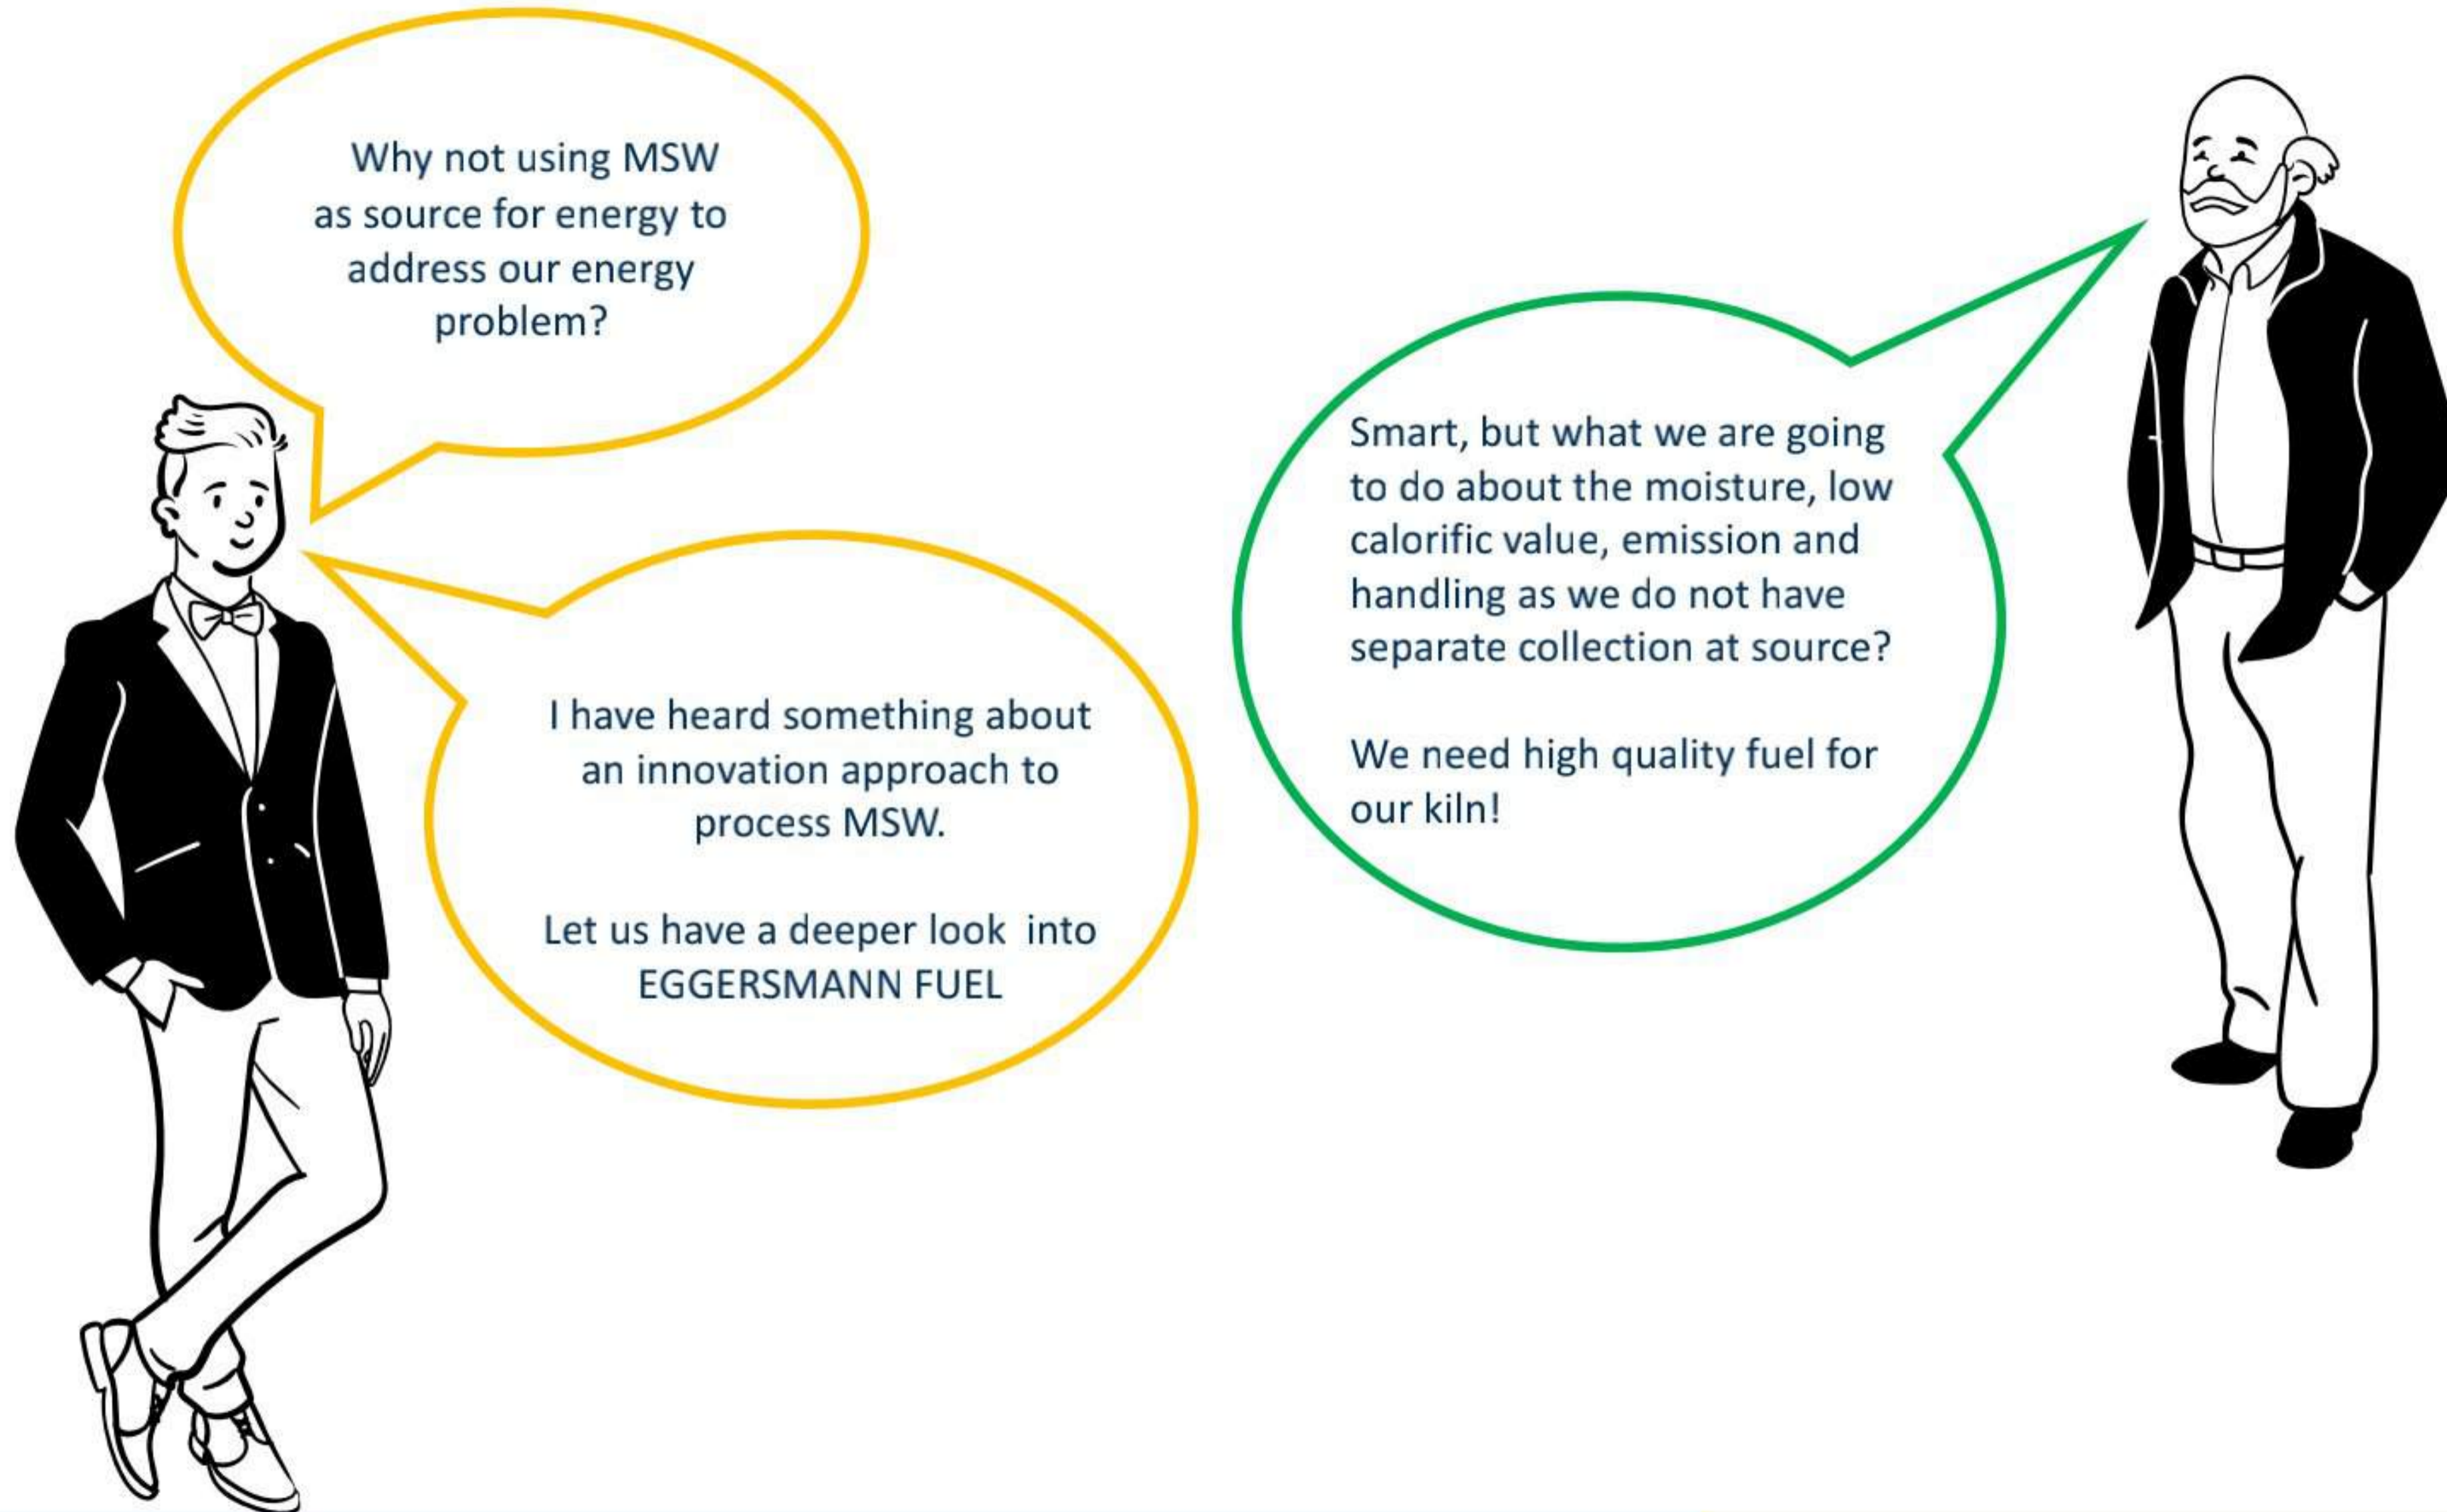 Why not using MSW
as source for energy to
address our energy
problem?
Smart, but what we are going
to do about the moisture, low
calorific value, emission and
handling as we do not have
separate collection at source?
We need high quality fuel for
our kiln!
I have heard something about
an innovation approach to
process MSW.
Let us have a deeper look into
EGGERSMANN FUEL